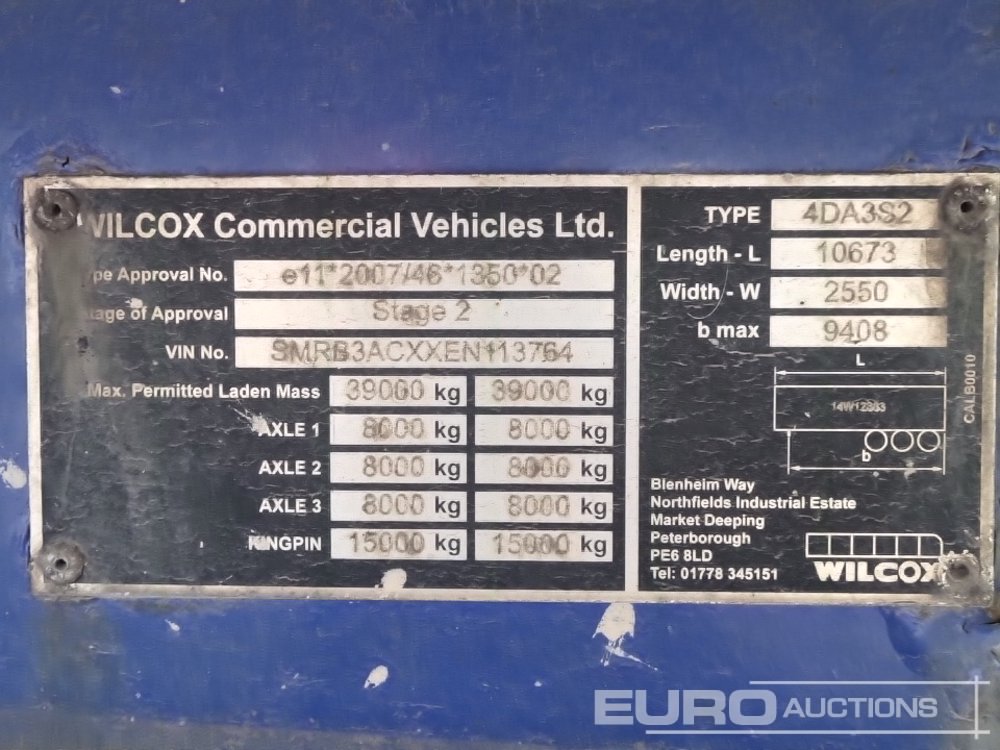 WILCOX Commercial Vehicles Ltd.
Type Approval No. e11*2007/46*1350*02
Stage of Approval Stage 2
VIN No. SMRB3ACXXEN113764
Max. Permitted Laden Mass 39000 kg 39000 kg
AXLE 1 8000 kg 8000 kg
AXLE 2 8000 kg 8000 kg
AXLE 3 8000 kg 8000 kg
KINGPIN 15000 kg 15000 kg
TYPE 4DA3S2
Length - L 10673
Width - W 2550
b max 9408
L
14W12363
b
CALB0010
Blenheim Way
Northfields Industrial Estate
Market Deeping
Peterborough
PE6 8LD
Tel: 01778 345151
WILCOX
EURO AUCTIONS